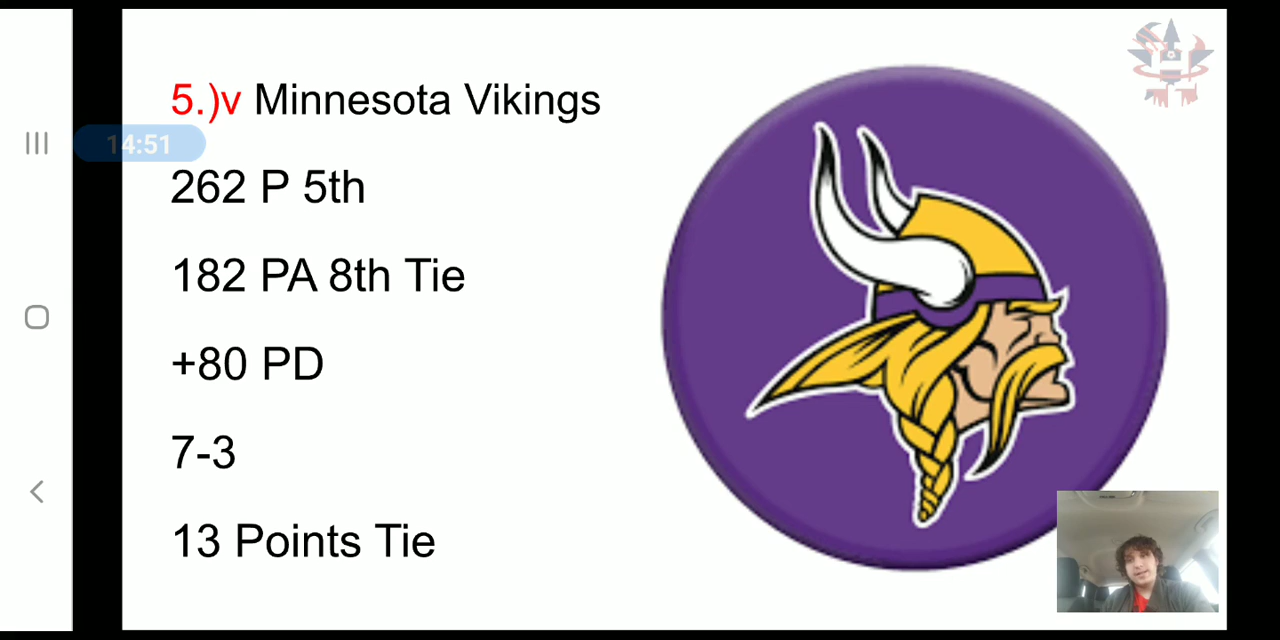 5.)v Minnesota Vikings
14:51
262 P 5th
182 PA 8th Tie
+80 PD
7-3
13 Points Tie